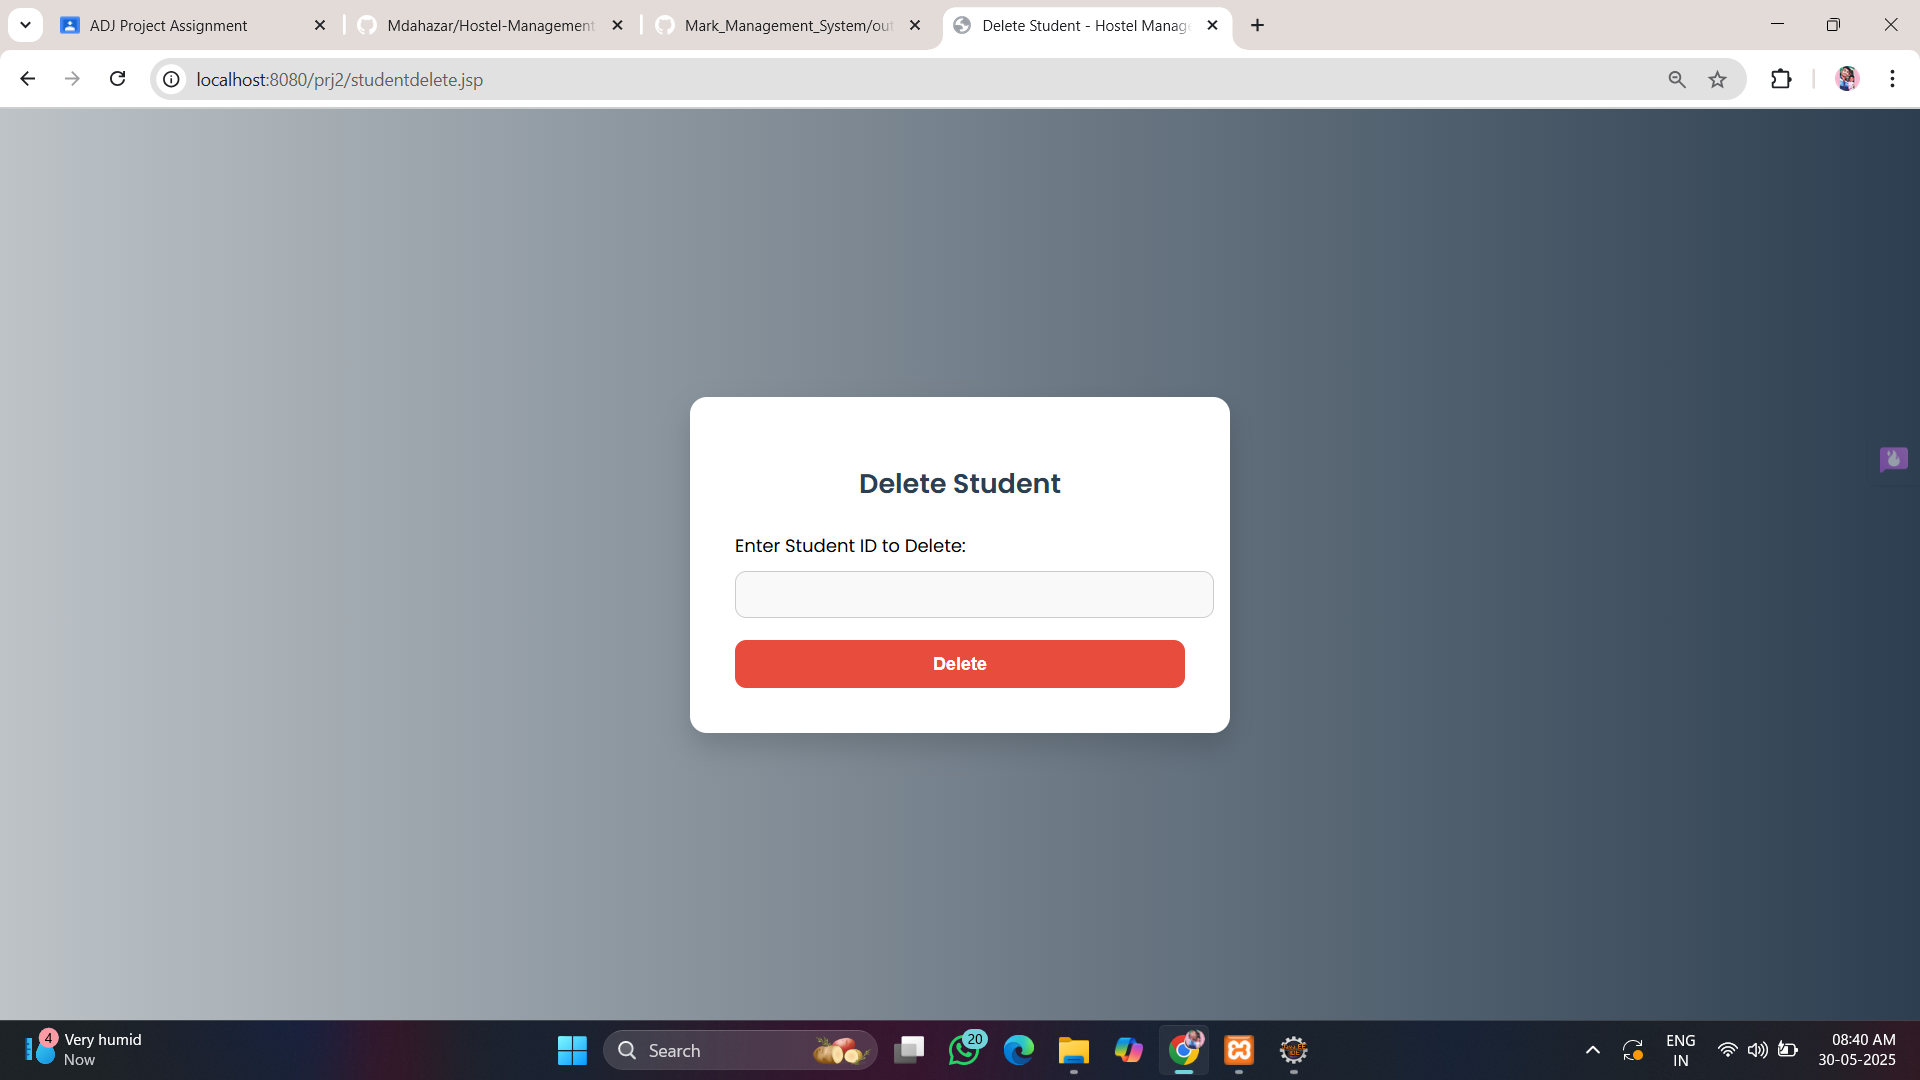 ADJ Project Assignment
Mdahazar/Hostel-Management
Mark_Management_System/out
Delete Student - Hostel Manag
localhost:8080/prj2/studentdelete.jsp
Delete Student
Enter Student ID to Delete:
Delete
4
Very humid
Now
Search
20
ENG
IN
08:40 AM
30-05-2025